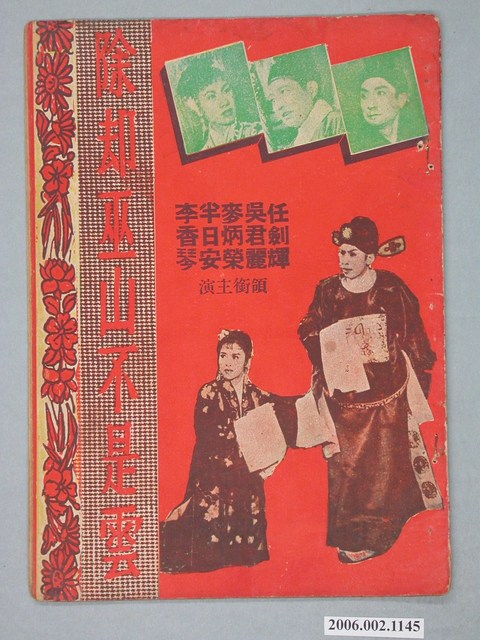 除却巫山不是雲
任劍輝
吳君麗
麥炳榮
半日安
李香琴
領銜主演
2006.002.1145